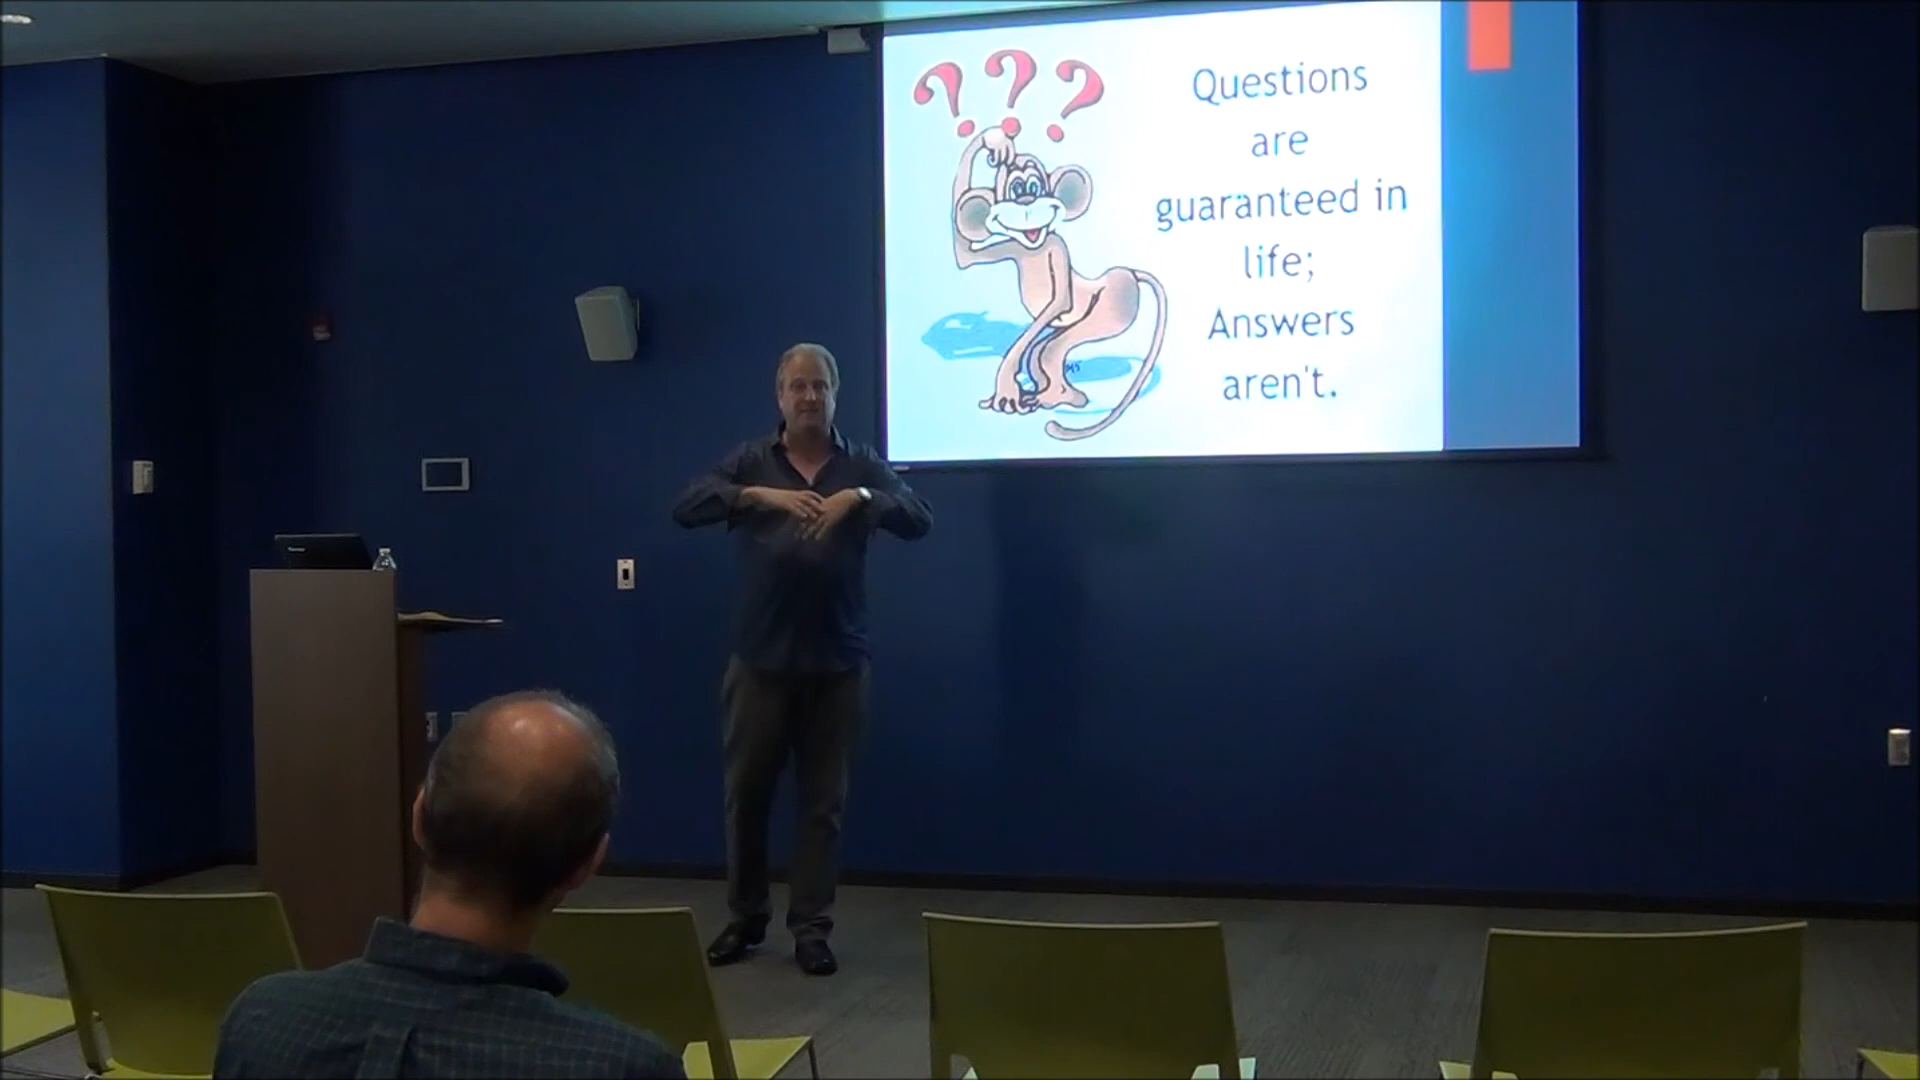 ? ? ?
Questions
are
guaranteed in
life;
Answers
aren't.